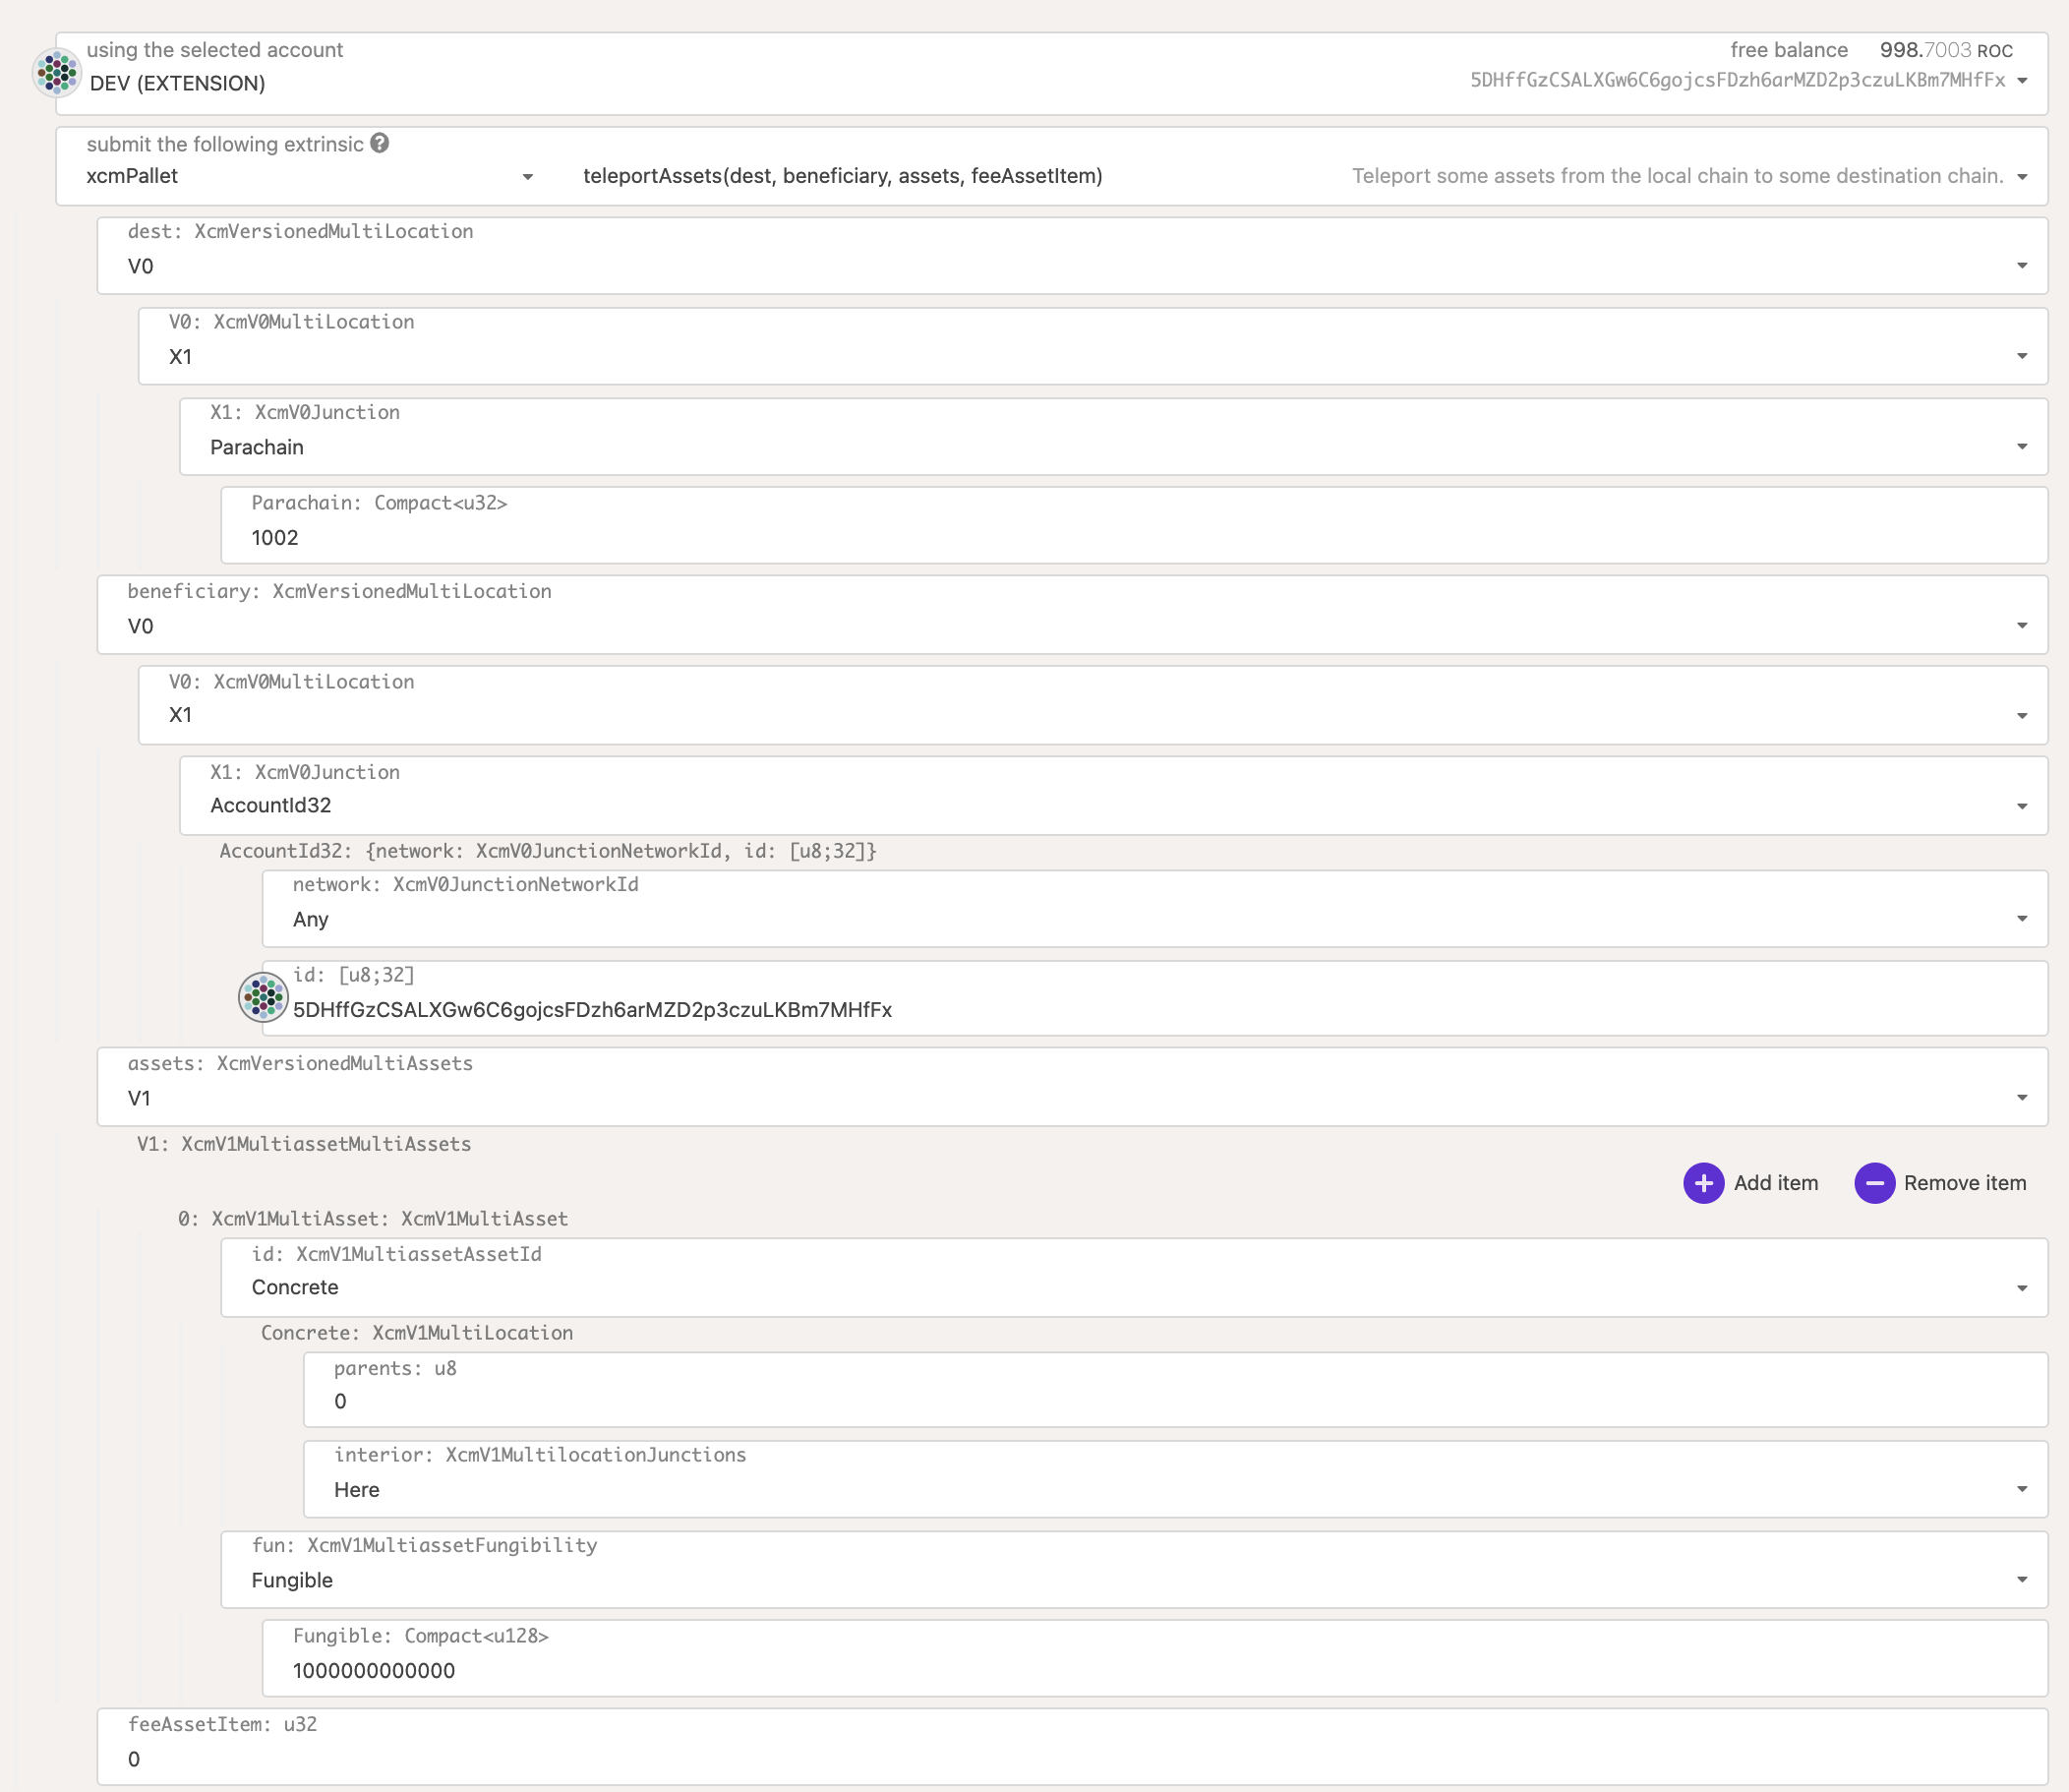 using the selected account
free balance 998.7003 ROC
DEV (EXTENSION)
5DHffGzCSALXGw6C6gojcsFDzh6arMZD2p3czuLKBm7MHfFx
submit the following extrinsic ?
xcmPallet
teleportAssets(dest, beneficiary, assets, feeAssetItem)
Teleport some assets from the local chain to some destination chain.
dest: XcmVersionedMultiLocation
V0
V0: XcmV0MultiLocation
X1
X1: XcmV0Junction
Parachain
Parachain: Compact<u32>
1002
beneficiary: XcmVersionedMultiLocation
V0
V0: XcmV0MultiLocation
X1
X1: XcmV0Junction
AccountId32
AccountId32: {network: XcmV0JunctionNetworkId, id: [u8;32]}
network: XcmV0JunctionNetworkId
Any
id: [u8;32]
5DHffGzCSALXGw6C6gojcsFDzh6arMZD2p3czuLKBm7MHfFx
assets: XcmVersionedMultiAssets
V1
V1: XcmV1MultiassetMultiAssets
Add item
Remove item
0: XcmV1MultiAsset: XcmV1MultiAsset
id: XcmV1MultiassetAssetId
Concrete
Concrete: XcmV1MultiLocation
parents: u8
0
interior: XcmV1MultilocationJunctions
Here
fun: XcmV1MultiassetFungibility
Fungible
Fungible: Compact<u128>
1000000000000
feeAssetItem: u32
0